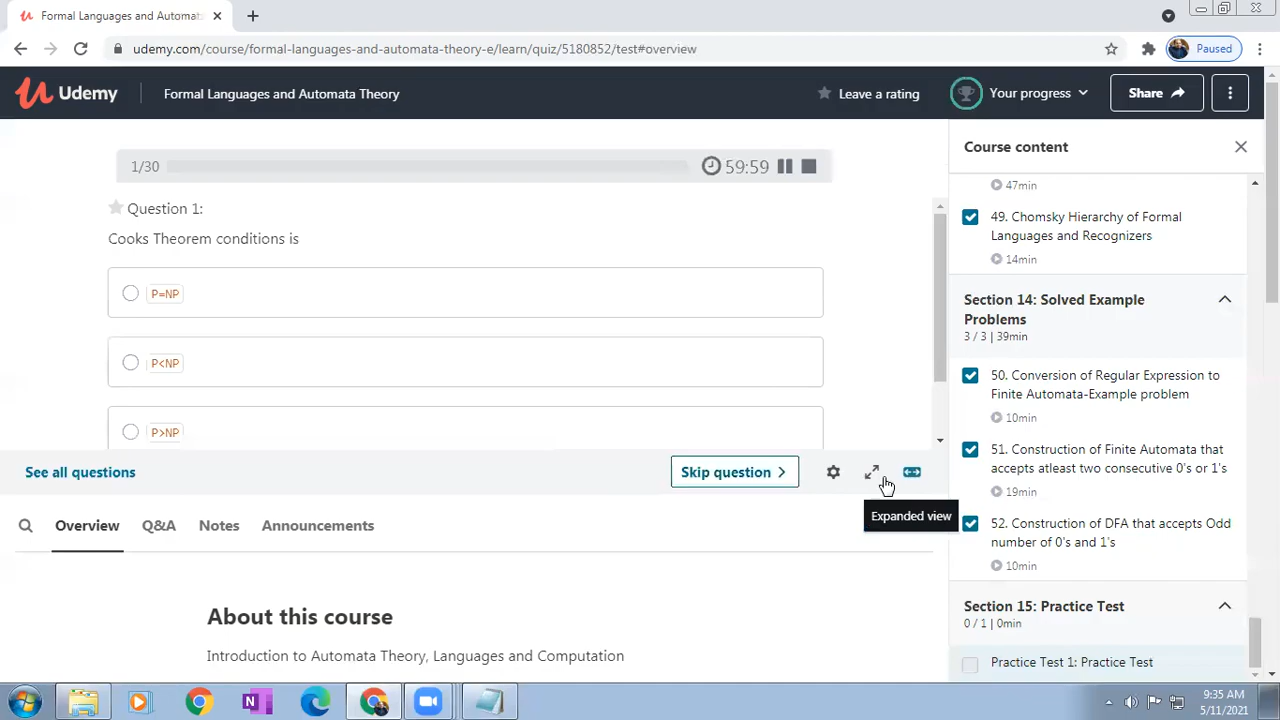 Formal Languages and Automata
udemy.com/course/formal-languages-and-automata-theory-e/learn/quiz/5180852/test#overview
Paused
Udemy
Formal Languages and Automata Theory
Leave a rating
Your progress
Share
1/30
59:59
Question 1:
Cooks Theorem conditions is
P=NP
P<NP
P>NP
See all questions
Skip question
Expanded view
Overview
Q&A
Notes
Announcements
About this course
Introduction to Automata Theory, Languages and Computation
Course content
47min
49. Chomsky Hierarchy of Formal
Languages and Recognizers
14min
Section 14: Solved Example
Problems
3 / 3 | 39min
50. Conversion of Regular Expression to
Finite Automata-Example problem
10min
51. Construction of Finite Automata that
accepts atleast two consecutive 0's or 1's
19min
52. Construction of DFA that accepts Odd
number of 0's and 1's
10min
Section 15: Practice Test
0 / 1 | 0min
Practice Test 1: Practice Test
9:35 AM
5/11/2021